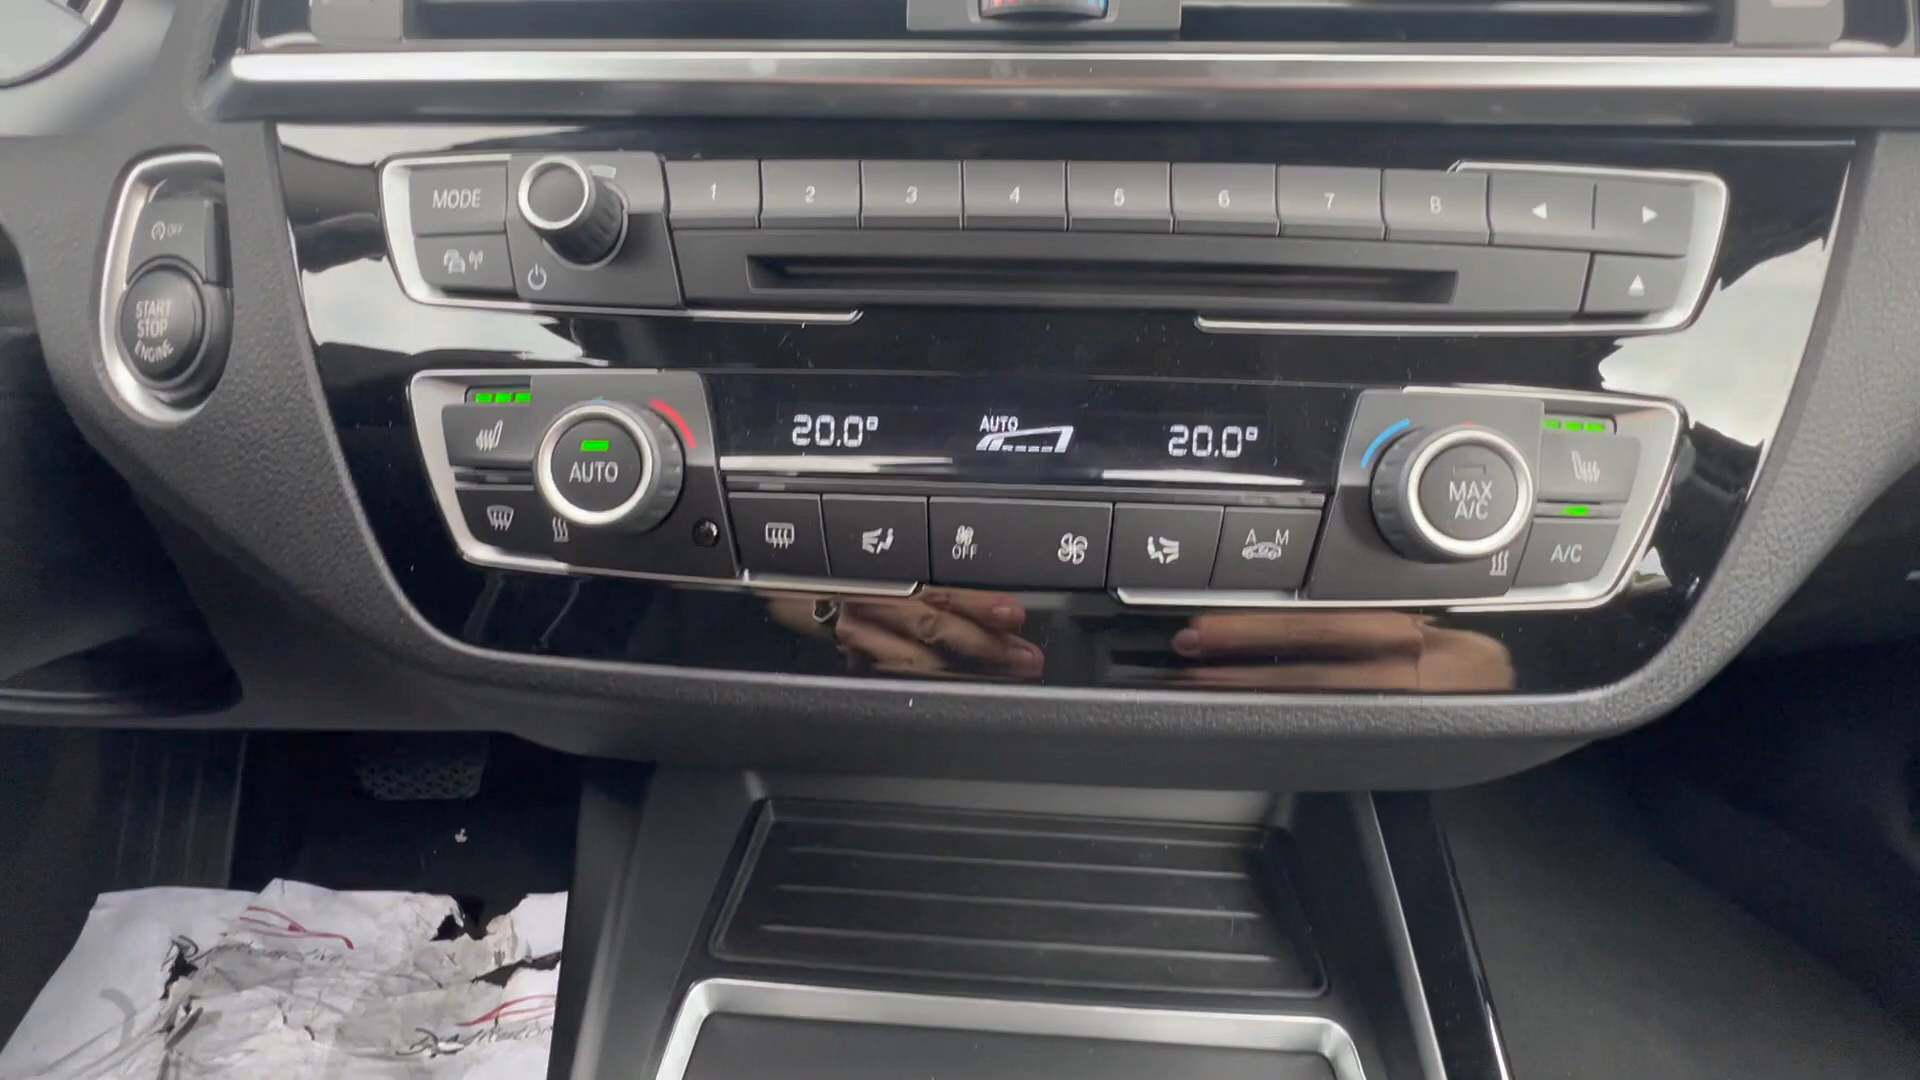 MODE
1 2 3 4 5 6 7 8
OFF
START
STOP
ENGINE
AUTO
20.0°
AUTO
20.0°
MAX
A/C
OFF
A M
A/C